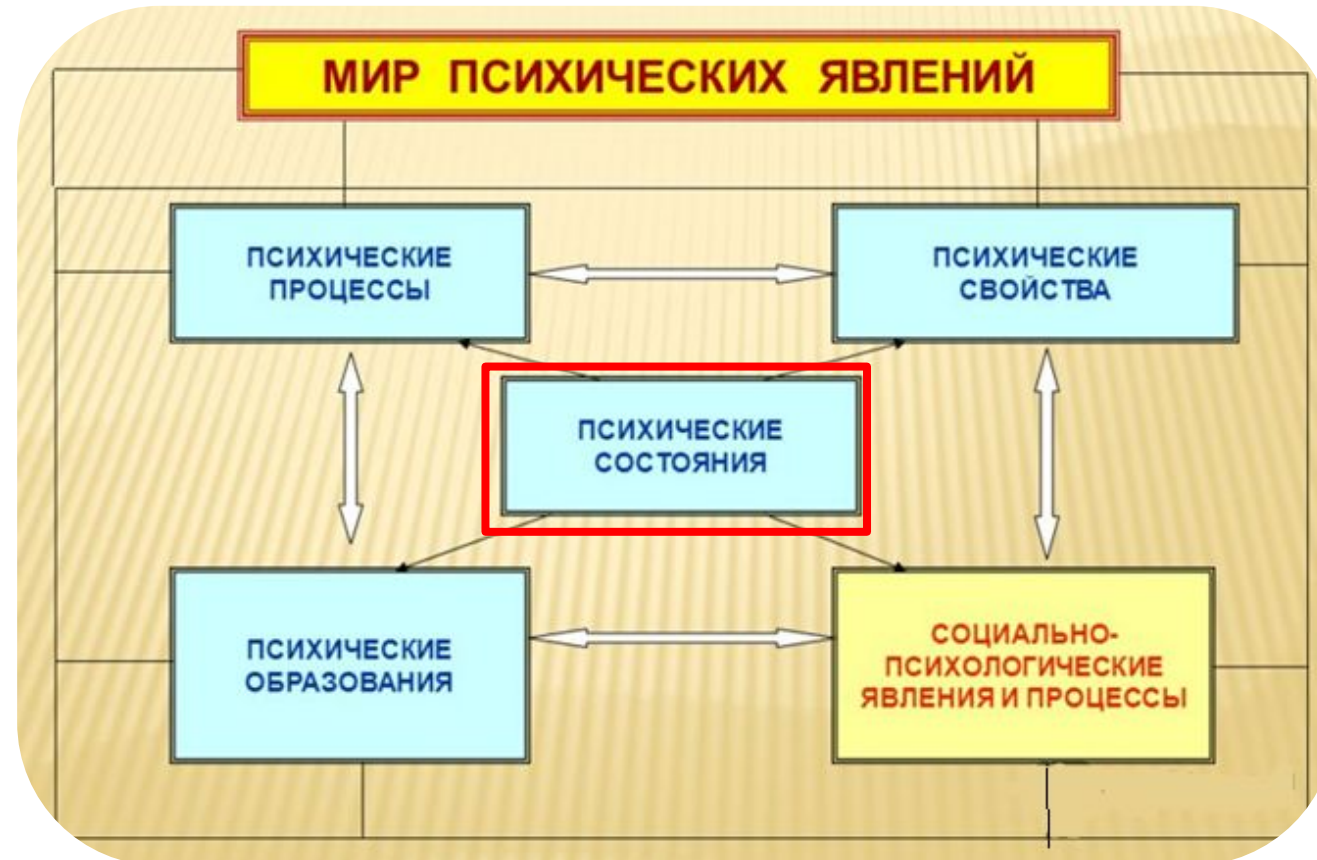 МИР ПСИХИЧЕСКИХ ЯВЛЕНИЙ
ПСИХИЧЕСКИЕ
ПРОЦЕССЫ
ПСИХИЧЕСКИЕ
СВОЙСТВА
ПСИХИЧЕСКИЕ
СОСТОЯНИЯ
ПСИХИЧЕСКИЕ
ОБРАЗОВАНИЯ
СОЦИАЛЬНО-
ПСИХОЛОГИЧЕСКИЕ
ЯВЛЕНИЯ И ПРОЦЕССЫ